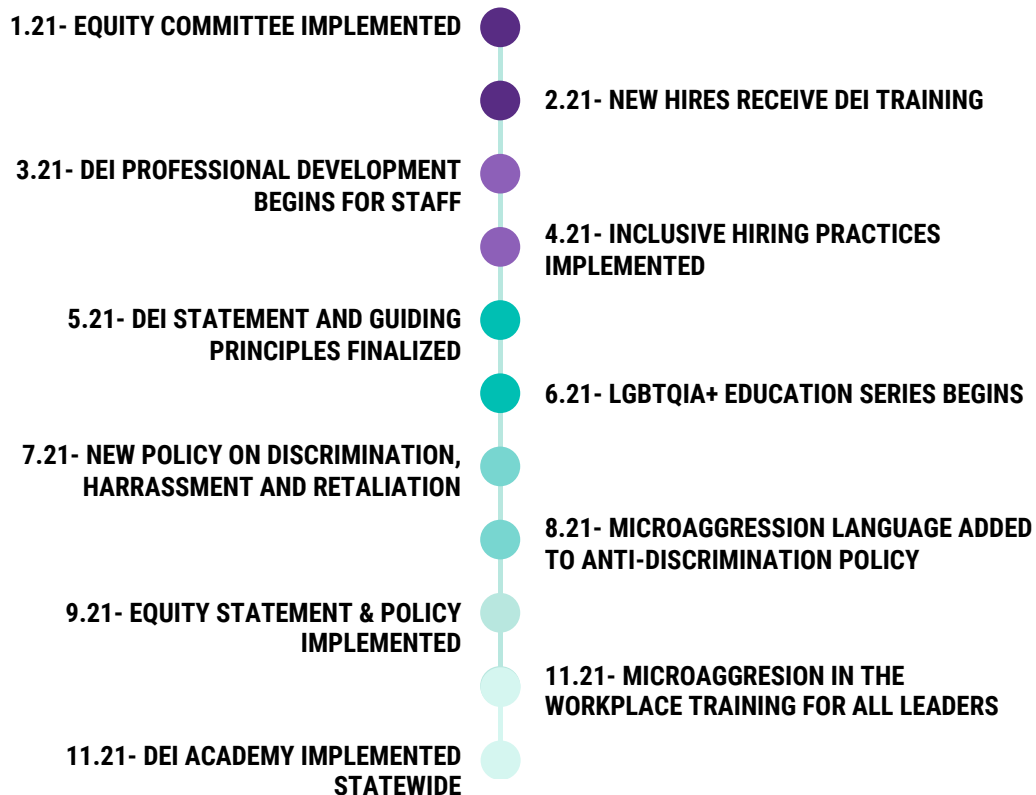 1.21- EQUITY COMMITTEE IMPLEMENTED
2.21- NEW HIRES RECEIVE DEI TRAINING
3.21- DEI PROFESSIONAL DEVELOPMENT
BEGINS FOR STAFF
4.21- INCLUSIVE HIRING PRACTICES
IMPLEMENTED
5.21- DEI STATEMENT AND GUIDING
PRINCIPLES FINALIZED
6.21- LGBTQIA+ EDUCATION SERIES BEGINS
7.21- NEW POLICY ON DISCRIMINATION,
HARRASSMENT AND RETALIATION
8.21- MICROAGGRESSION LANGUAGE ADDED
TO ANTI-DISCRIMINATION POLICY
9.21- EQUITY STATEMENT & POLICY
IMPLEMENTED
11.21- MICROAGGRESION IN THE
WORKPLACE TRAINING FOR ALL LEADERS
11.21- DEI ACADEMY IMPLEMENTED
STATEWIDE